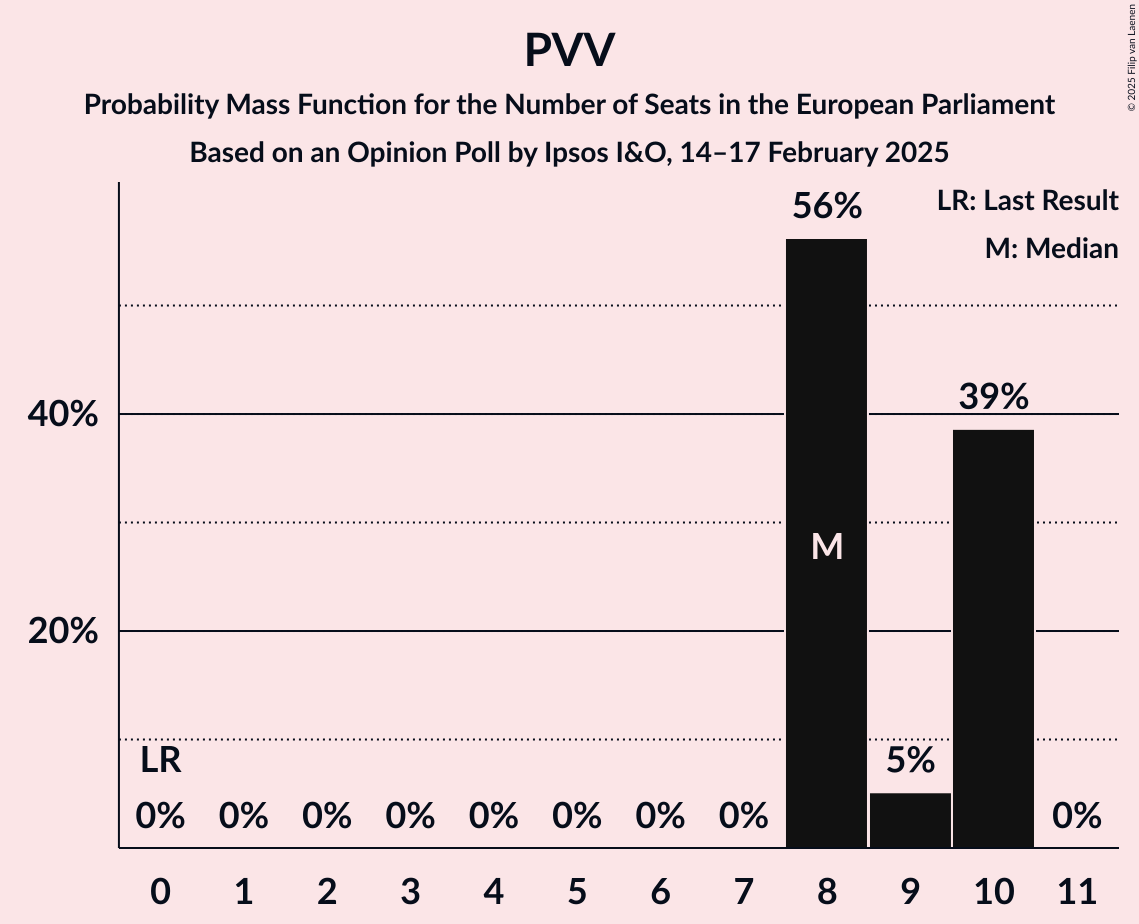 PVV
Probability Mass Function for the Number of Seats in the European Parliament
Based on an Opinion Poll by Ipsos I&O, 14–17 February 2025
© 2025 Filip van Laenen
LR: Last Result
M: Median
56%
40%
39%
M
20%
LR
5%
0% 0% 0% 0% 0% 0% 0% 0% 0%
0 1 2 3 4 5 6 7 8 9 10 11